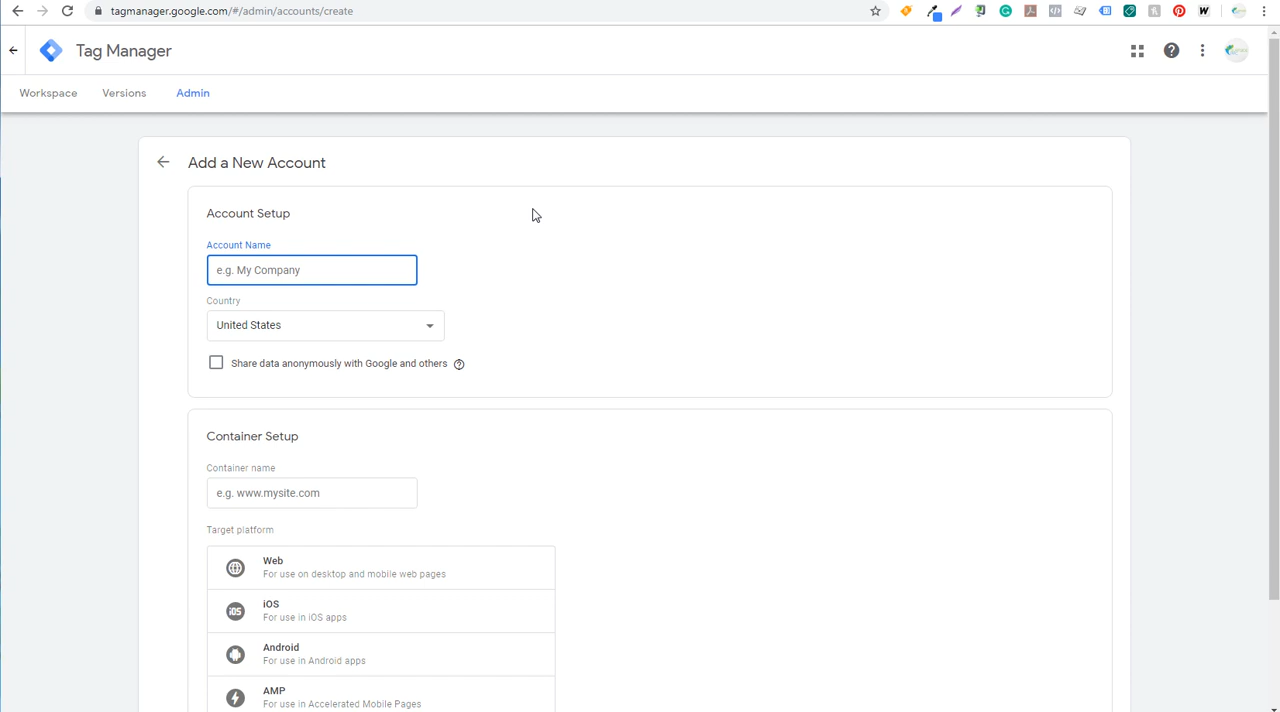 tagmanager.google.com/#/admin/accounts/create
Tag Manager
Workspace Versions Admin
Add a New Account
Account Setup
Account Name
e.g. My Company
Country
United States
Share data anonymously with Google and others
Container Setup
Container name
e.g. www.mysite.com
Target platform
Web
For use on desktop and mobile web pages
iOS
iOS
For use in iOS apps
Android
For use in Android apps
AMP
For use in Accelerated Mobile Pages